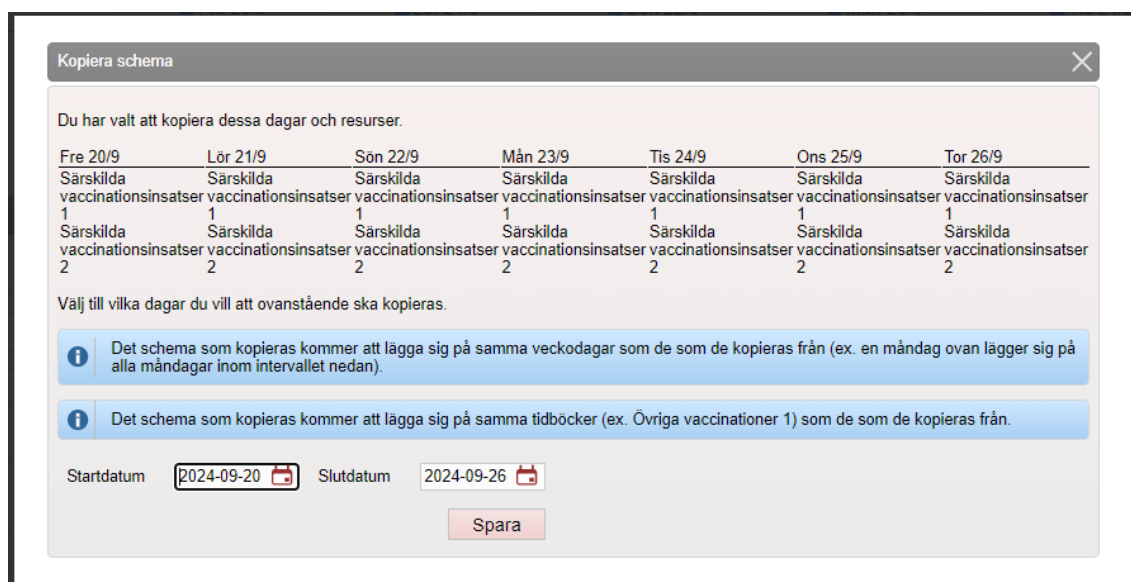 Kopiera schema
Du har valt att kopiera dessa dagar och resurser.
Fre 20/9 Lör 21/9 Sön 22/9 Mån 23/9 Tis 24/9 Ons 25/9 Tor 26/9
Särskilda Särskilda Särskilda Särskilda Särskilda Särskilda Särskilda
vaccinationsinsatser vaccinationsinsatser vaccinationsinsatser vaccinationsinsatser vaccinationsinsatser vaccinationsinsatser vaccinationsinsatser
1 1 1 1 1 1 1
Särskilda Särskilda Särskilda Särskilda Särskilda Särskilda Särskilda
vaccinationsinsatser vaccinationsinsatser vaccinationsinsatser vaccinationsinsatser vaccinationsinsatser vaccinationsinsatser vaccinationsinsatser
2 2 2 2 2 2 2
Välj till vilka dagar du vill att ovanstående ska kopieras.
Det schema som kopieras kommer att lägga sig på samma veckodagar som de som de kopieras från (ex. en måndag ovan lägger sig på
alla måndagar inom intervallet nedan).
Det schema som kopieras kommer att lägga sig på samma tidböcker (ex. Övriga vaccinationer 1) som de som de kopieras från.
Startdatum 2024-09-20 Slutdatum 2024-09-26
Spara